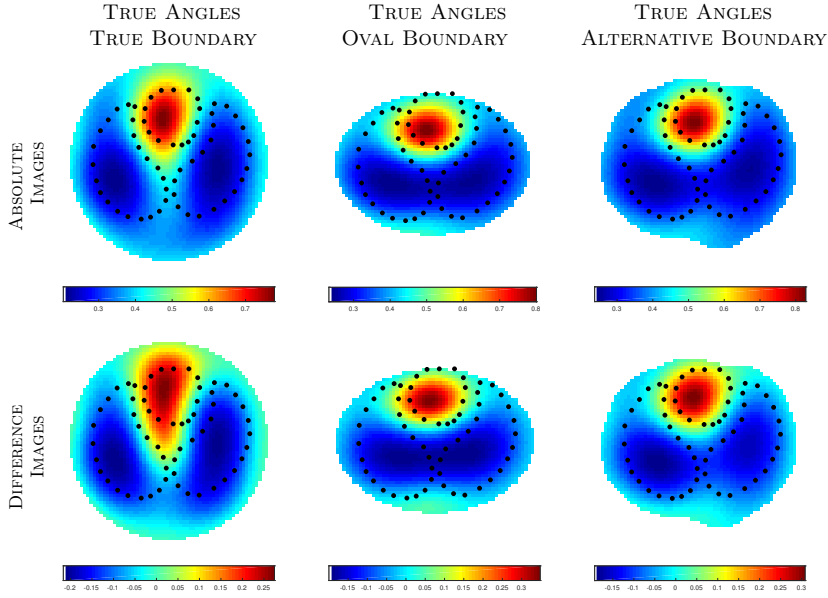 TRUE ANGLES
TRUE BOUNDARY
TRUE ANGLES
OVAL BOUNDARY
TRUE ANGLES
ALTERNATIVE BOUNDARY
ABSOLUTE
IMAGES
0.3 0.4 0.5 0.6 0.7
0.3 0.4 0.5 0.6 0.7 0.8
0.3 0.4 0.5 0.6 0.7 0.8
DIFFERENCE
IMAGES
-0.2 -0.15 -0.1 -0.05 0 0.05 0.1 0.15 0.2 0.25
-0.15 -0.1 -0.05 0 0.05 0.1 0.15 0.2 0.25 0.3
-0.15 -0.1 -0.05 0 0.05 0.1 0.15 0.2 0.25 0.3